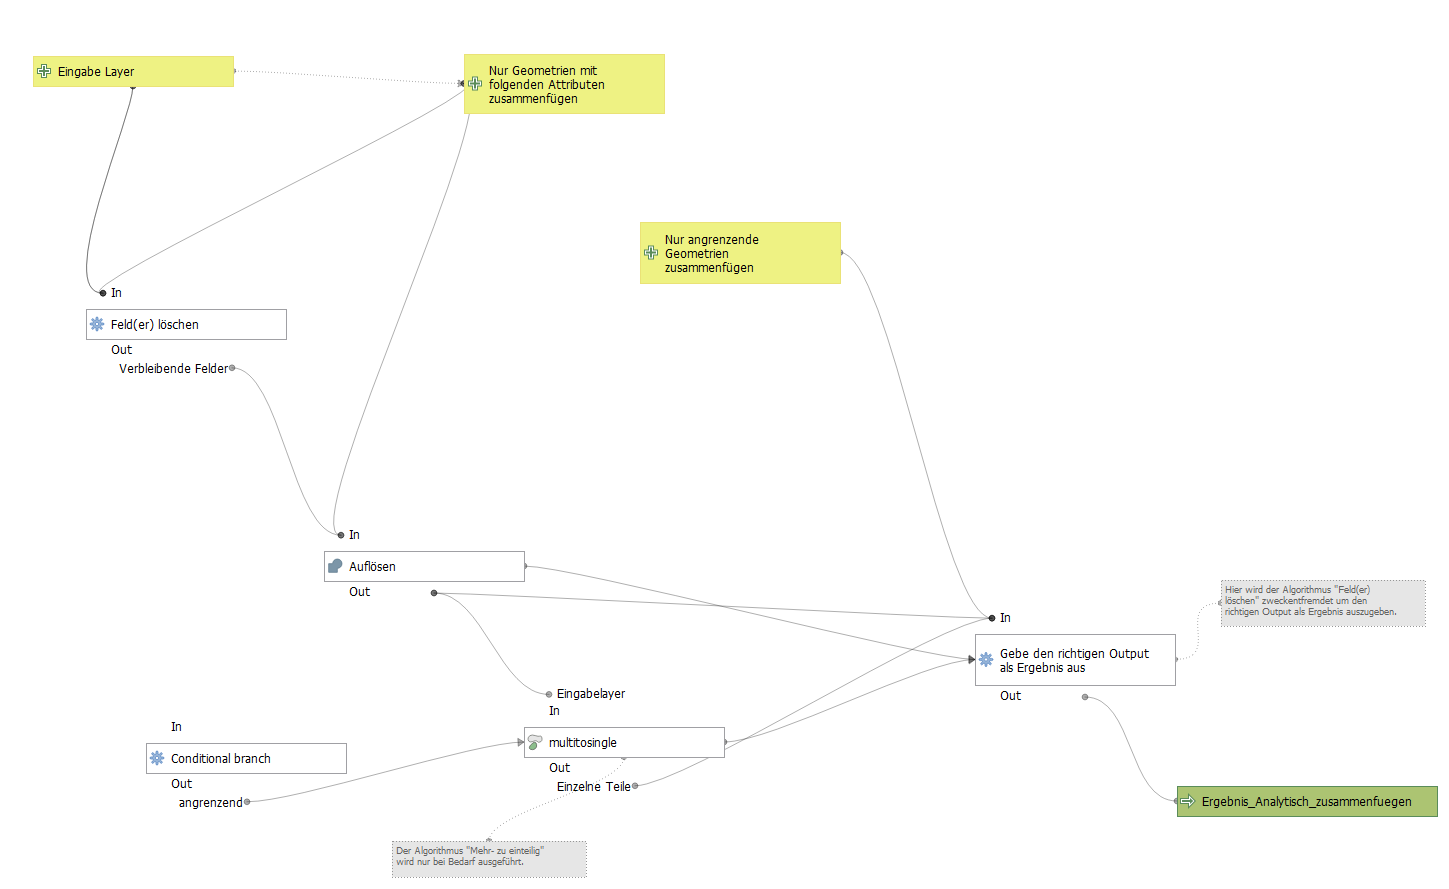 Eingabe Layer
Nur Geometrien mit
folgenden Attributen
zusammenfügen
Nur angrenzende
Geometrien
zusammenfügen
In
Feld(er) löschen
Out
Verbleibende Felder
In
Auflösen
Out
Hier wird der Algorithmus "Feld(er)
löschen" zweckentfremdet um den
richtigen Output als Ergebnis auszugeben.
In
Gebe den richtigen Output
als Ergebnis aus
Out
Eingabelayer
In
multitosingle
Out
Einzelne Teile
In
Conditional branch
Out
angrenzend
Ergebnis_Analytisch_zusammenfuegen
Der Algorithmus "Mehr- zu einteilig"
wird nur bei Bedarf ausgeführt.